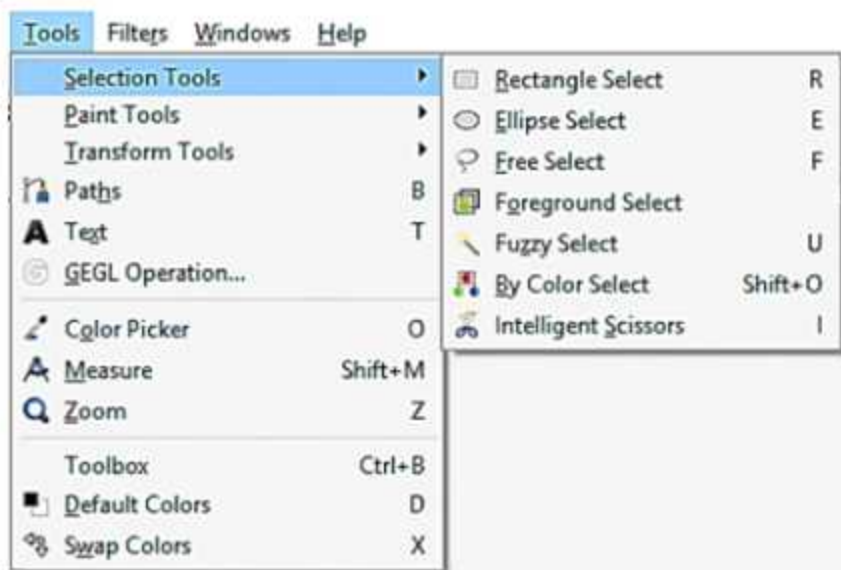 Tools Filters Windows Help
Selection Tools
Paint Tools
Transform Tools
Paths B
Text T
GEGL Operation...
Color Picker O
Measure Shift+M
Zoom Z
Toolbox Ctrl+B
Default Colors D
Swap Colors X
Rectangle Select R
Ellipse Select E
Free Select F
Foreground Select
Fuzzy Select U
By Color Select Shift+O
Intelligent Scissors I